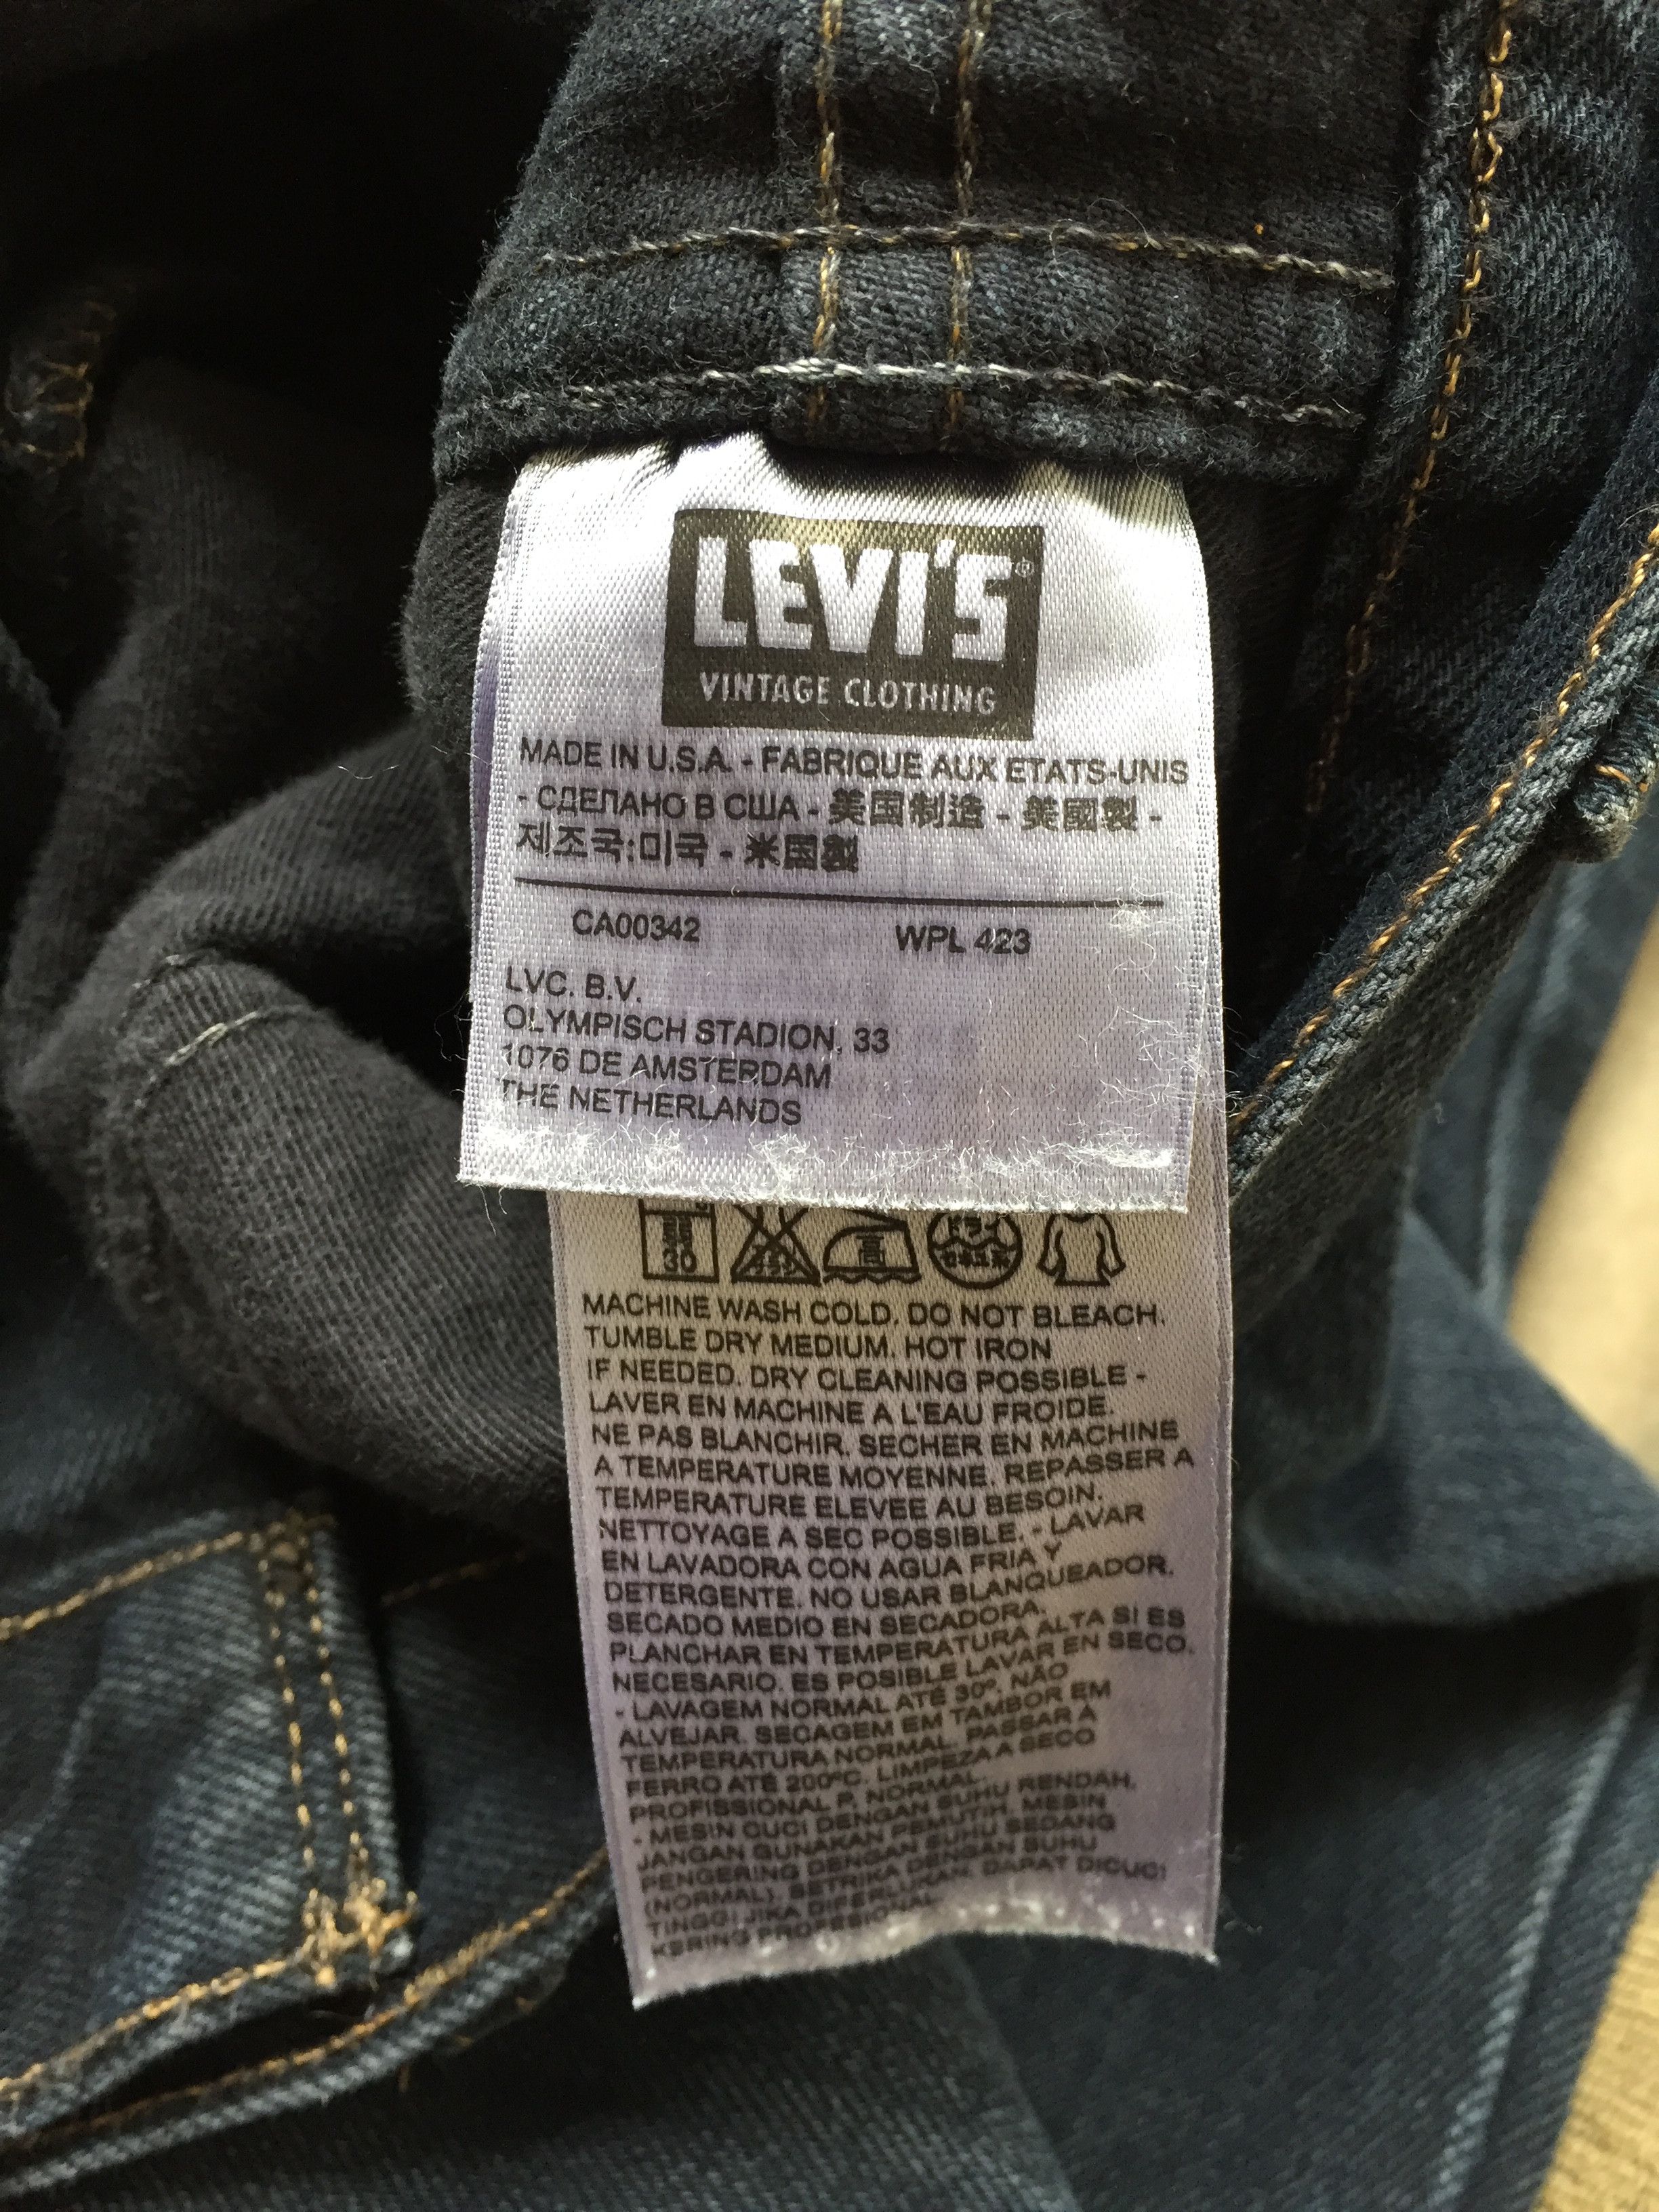 LEVI'S®
VINTAGE CLOTHING
MADE IN U.S.A. - FABRIQUE AUX ETATS-UNIS
- СДЕЛАНО В США - 美国制造 - 美國製 -
제조국:미국 - 米国製
CA00342 WPL 423
LVC. B.V.
OLYMPISCH STADION, 33
1076 DE AMSTERDAM
THE NETHERLANDS
30
MACHINE WASH COLD. DO NOT BLEACH.
TUMBLE DRY MEDIUM. HOT IRON
IF NEEDED. DRY CLEANING POSSIBLE -
LAVER EN MACHINE A L'EAU FROIDE.
NE PAS BLANCHIR. SECHER EN MACHINE
A TEMPERATURE MOYENNE. REPASSER A
TEMPERATURE ELEVEE AU BESOIN.
NETTOYAGE A SEC POSSIBLE. - LAVAR
EN LAVADORA CON AGUA FRIA Y
DETERGENTE. NO USAR BLANQUEADOR.
SECADO MEDIO EN SECADORA.
PLANCHAR EN TEMPERATURA ALTA SI ES
NECESARIO. ES POSIBLE LAVAR EN SECO.
- LAVAGEM NORMAL ATÉ 30º. NÃO
ALVEJAR. SECAGEM EM TAMBOR EM
TEMPERATURA NORMAL. PASSAR A
FERRO ATÉ 200ºC. LIMPEZA A SECO
PROFISSIONAL P. NORMAL.
- MESIN CUCI DENGAN SUHU RENDAH.
JANGAN GUNAKAN PEMUTIH. MESIN
PENGERING DENGAN SUHU SEDANG
(NORMAL). SETRIKA DENGAN SUHU
TINGGI JIKA DIPERLUKAN. DAPAT DICUCI
KERING PROFESSIONAL